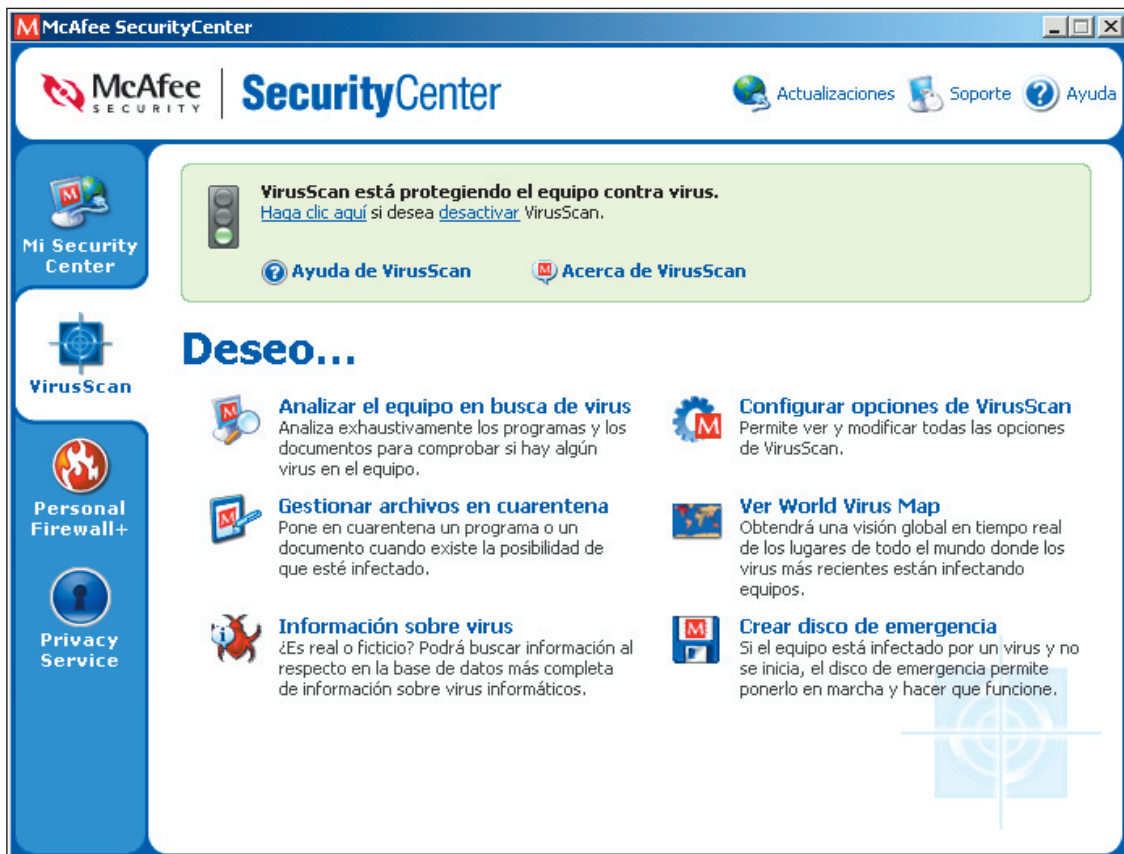 McAfee SecurityCenter
McAfee SECURITY
SecurityCenter
Actualizaciones
Soporte
Ayuda
Mi Security
Center
VirusScan
Personal
Firewall+
Privacy
Service
VirusScan está protegiendo el equipo contra virus.
Haga clic aquí si desea desactivar VirusScan.
Ayuda de VirusScan
Acerca de VirusScan
Deseo...
Analizar el equipo en busca de virus
Analiza exhaustivamente los programas y los
documentos para comprobar si hay algún
virus en el equipo.
Configurar opciones de VirusScan
Permite ver y modificar todas las opciones
de VirusScan.
Gestionar archivos en cuarentena
Pone en cuarentena un programa o un
documento cuando existe la posibilidad de
que esté infectado.
Ver World Virus Map
Obtendrá una visión global en tiempo real
de los lugares de todo el mundo donde los
virus más recientes están infectando
equipos.
Información sobre virus
¿Es real o ficticio? Podrá buscar información al
respecto en la base de datos más completa
de información sobre virus informáticos.
Crear disco de emergencia
Si el equipo está infectado por un virus y no
se inicia, el disco de emergencia permite
ponerlo en marcha y hacer que funcione.